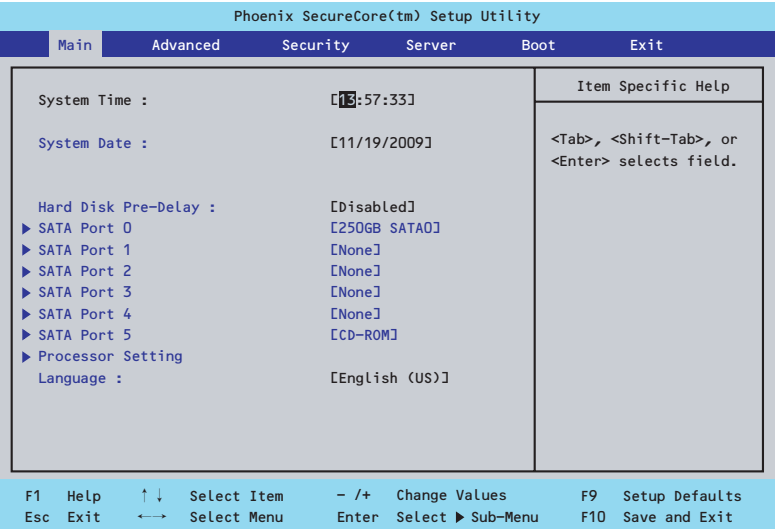 Phoenix SecureCore(tm) Setup Utility
Main Advanced Security Server Boot Exit
Item Specific Help
System Time : [13:57:33]
<Tab>, <Shift-Tab>, or
<Enter> selects field.
System Date : [11/19/2009]
Hard Disk Pre-Delay : [Disabled]
▶ SATA Port 0 [250GB SATA0]
▶ SATA Port 1 [None]
▶ SATA Port 2 [None]
▶ SATA Port 3 [None]
▶ SATA Port 4 [None]
▶ SATA Port 5 [CD-ROM]
▶ Processor Setting
Language : [English (US)]
F1 Help ↑↓ Select Item - /+ Change Values F9 Setup Defaults
Esc Exit ←→ Select Menu Enter Select ▶ Sub-Menu F10 Save and Exit